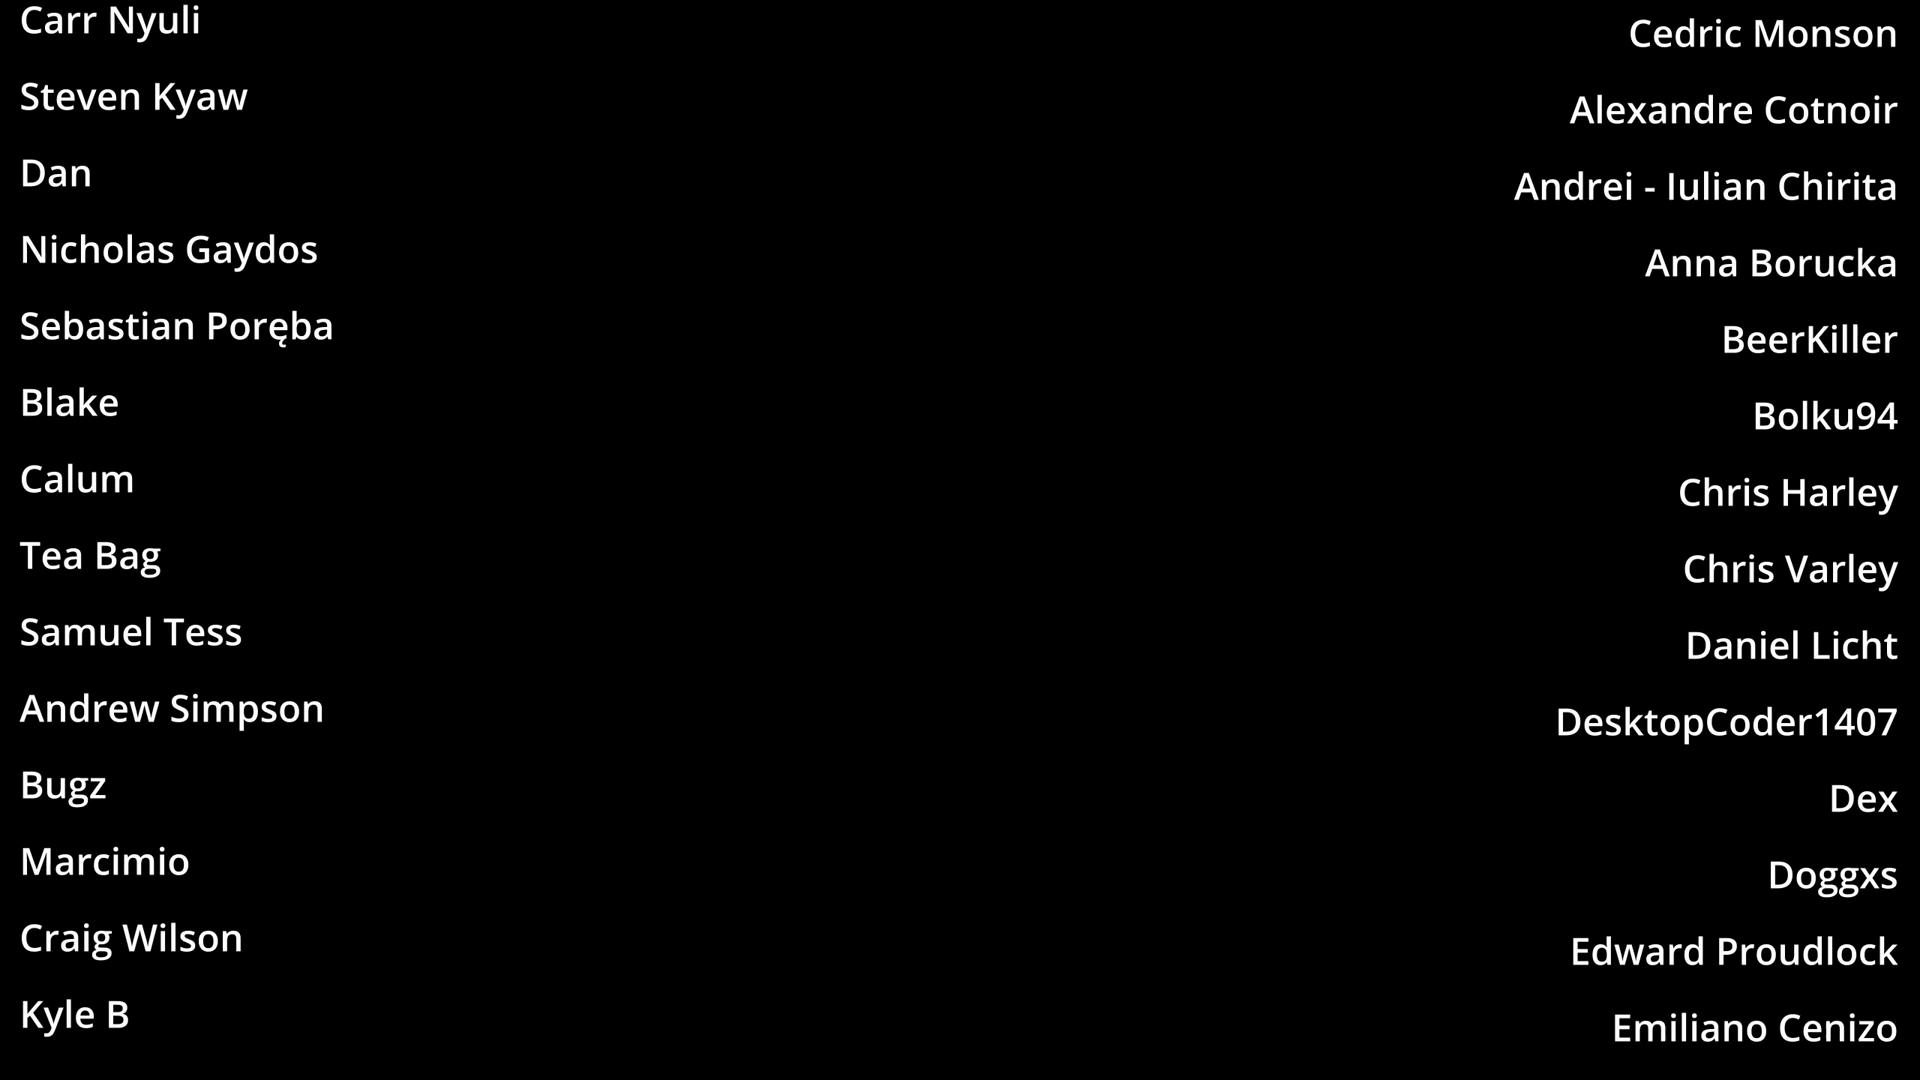 Carr Nyuli
Steven Kyaw
Dan
Nicholas Gaydos
Sebastian Poręba
Blake
Calum
Tea Bag
Samuel Tess
Andrew Simpson
Bugz
Marcimio
Craig Wilson
Kyle B
Cedric Monson
Alexandre Cotnoir
Andrei - Iulian Chirita
Anna Borucka
BeerKiller
Bolku94
Chris Harley
Chris Varley
Daniel Licht
DesktopCoder1407
Dex
Doggxs
Edward Proudlock
Emiliano Cenizo